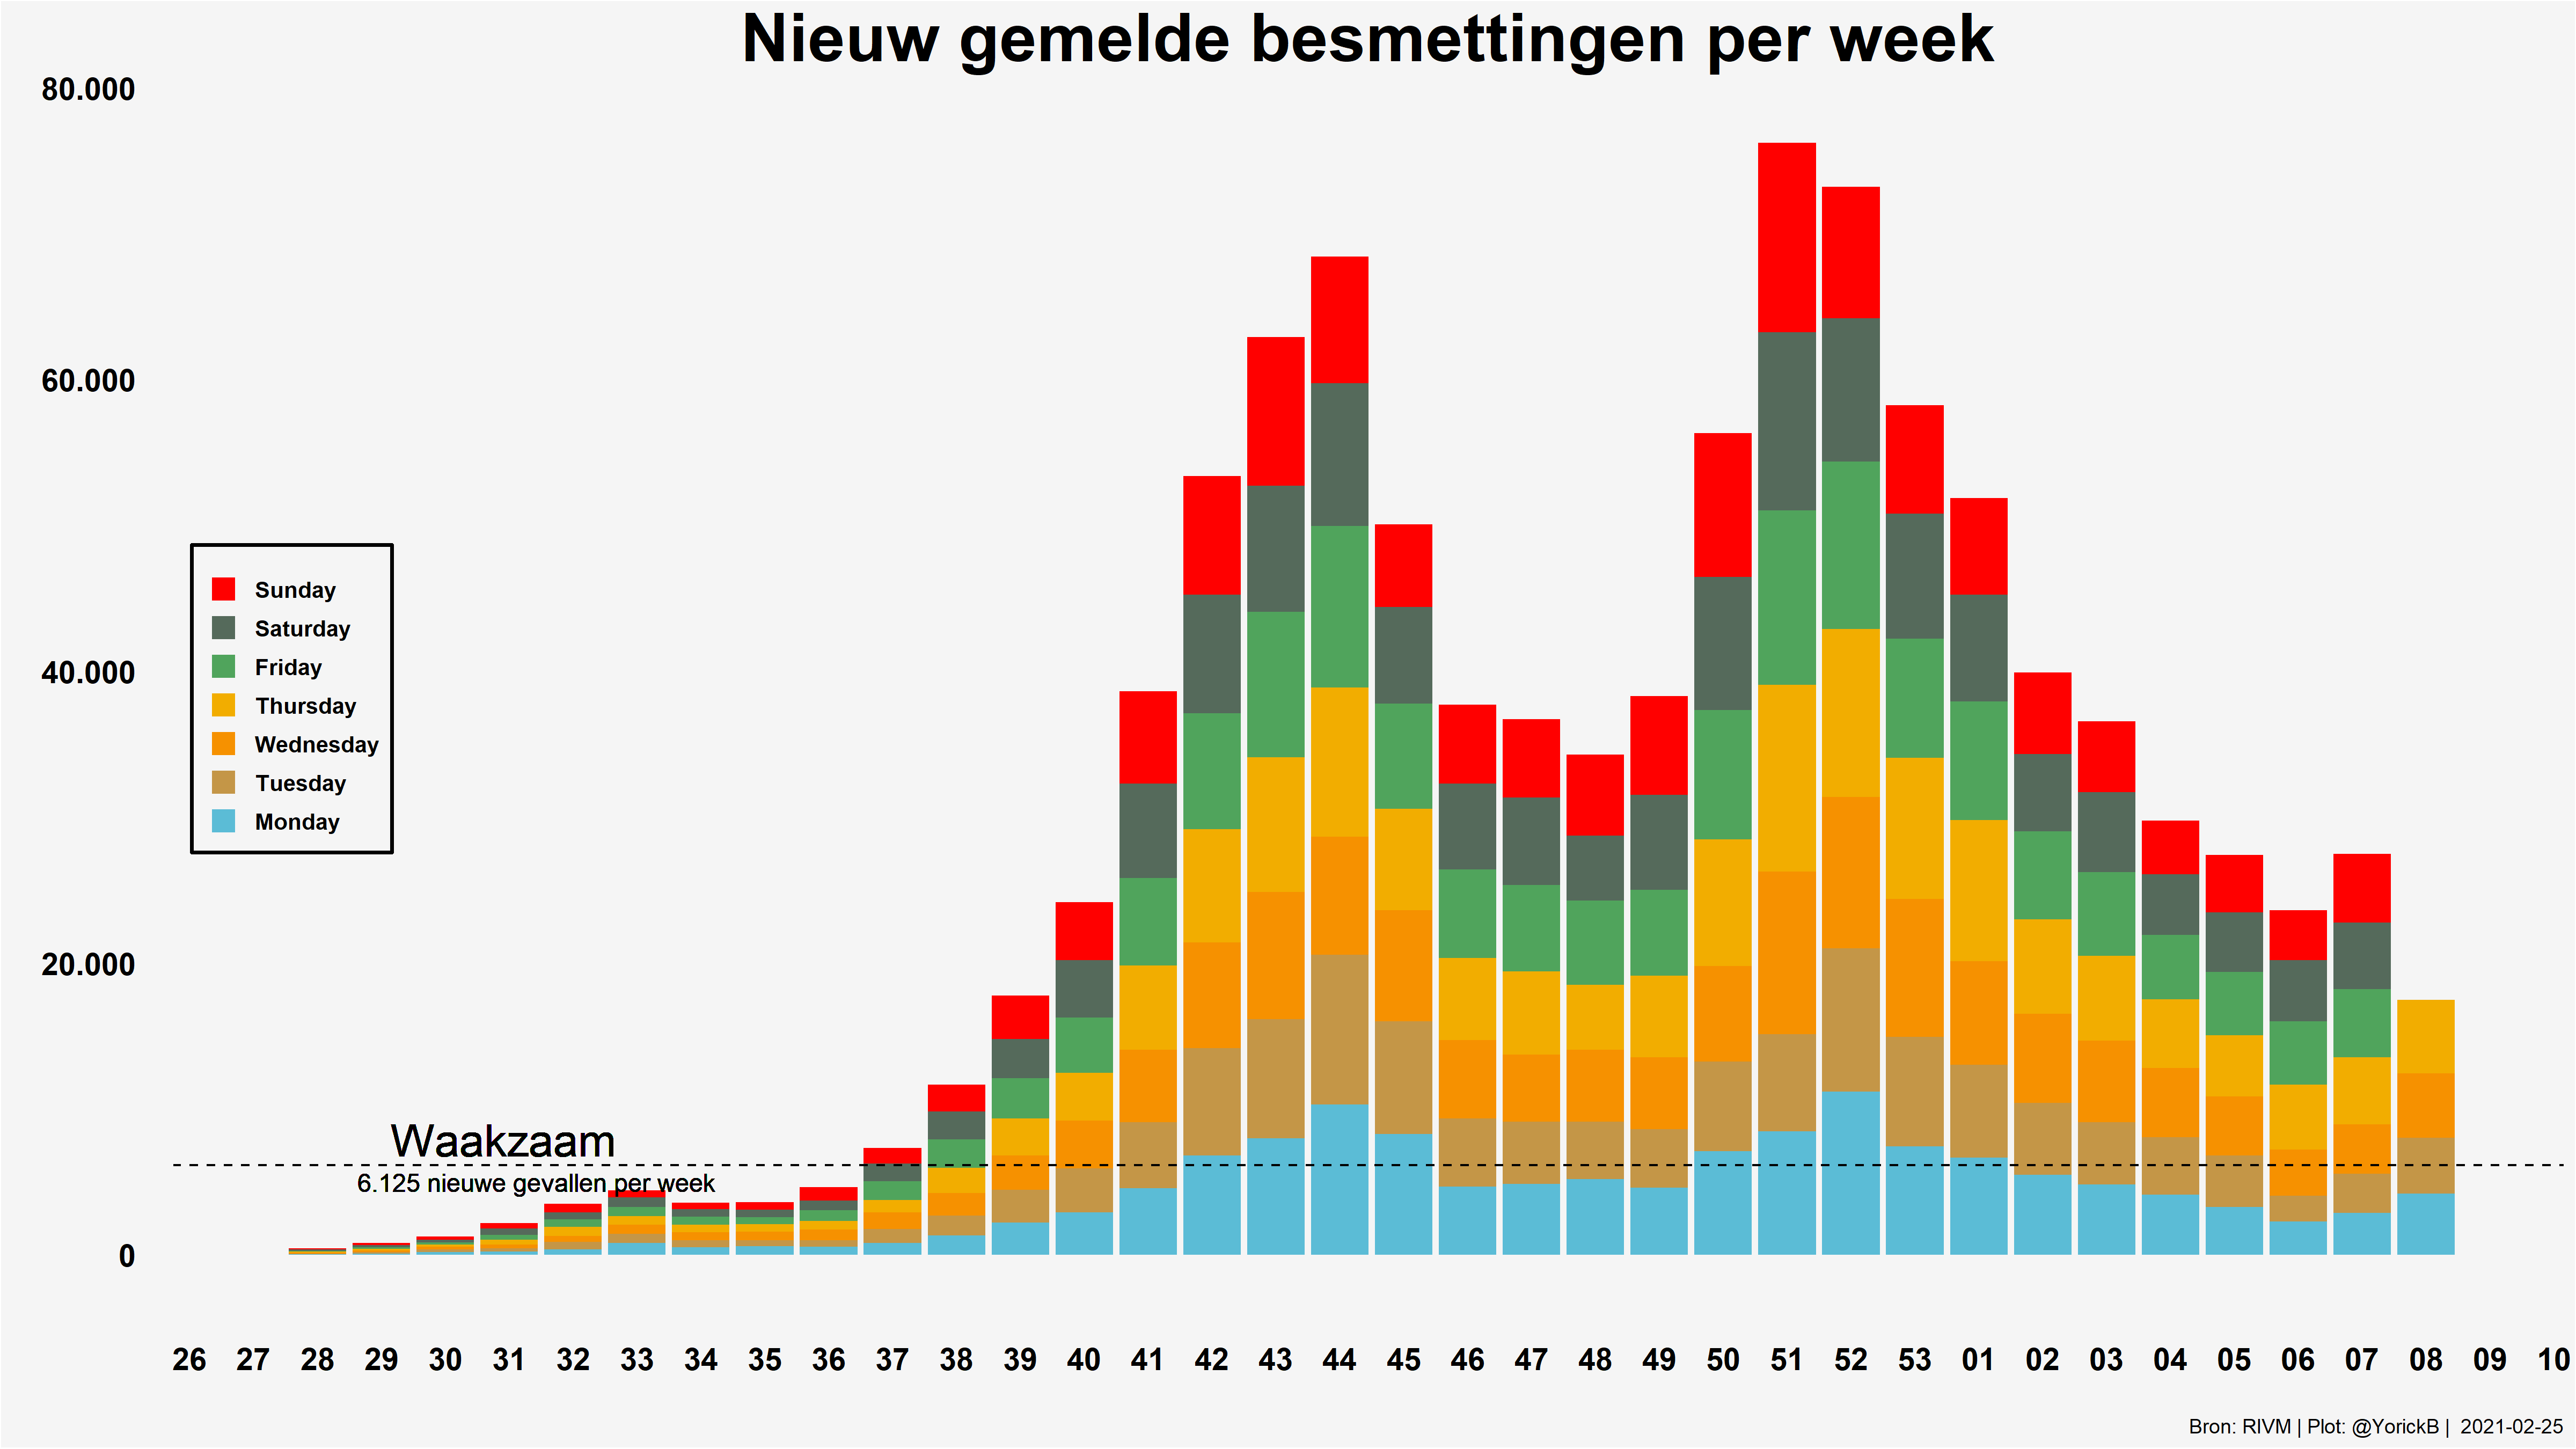 Nieuw gemelde besmettingen per week
80.000
60.000
40.000
20.000
0
Sunday
Saturday
Friday
Thursday
Wednesday
Tuesday
Monday
Waakzaam
6.125 nieuwe gevallen per week
26 27 28 29 30 31 32 33 34 35 36 37 38 39 40 41 42 43 44 45 46 47 48 49 50 51 52 53 01 02 03 04 05 06 07 08 09 10
Bron: RIVM | Plot: @YorickB | 2021-02-25